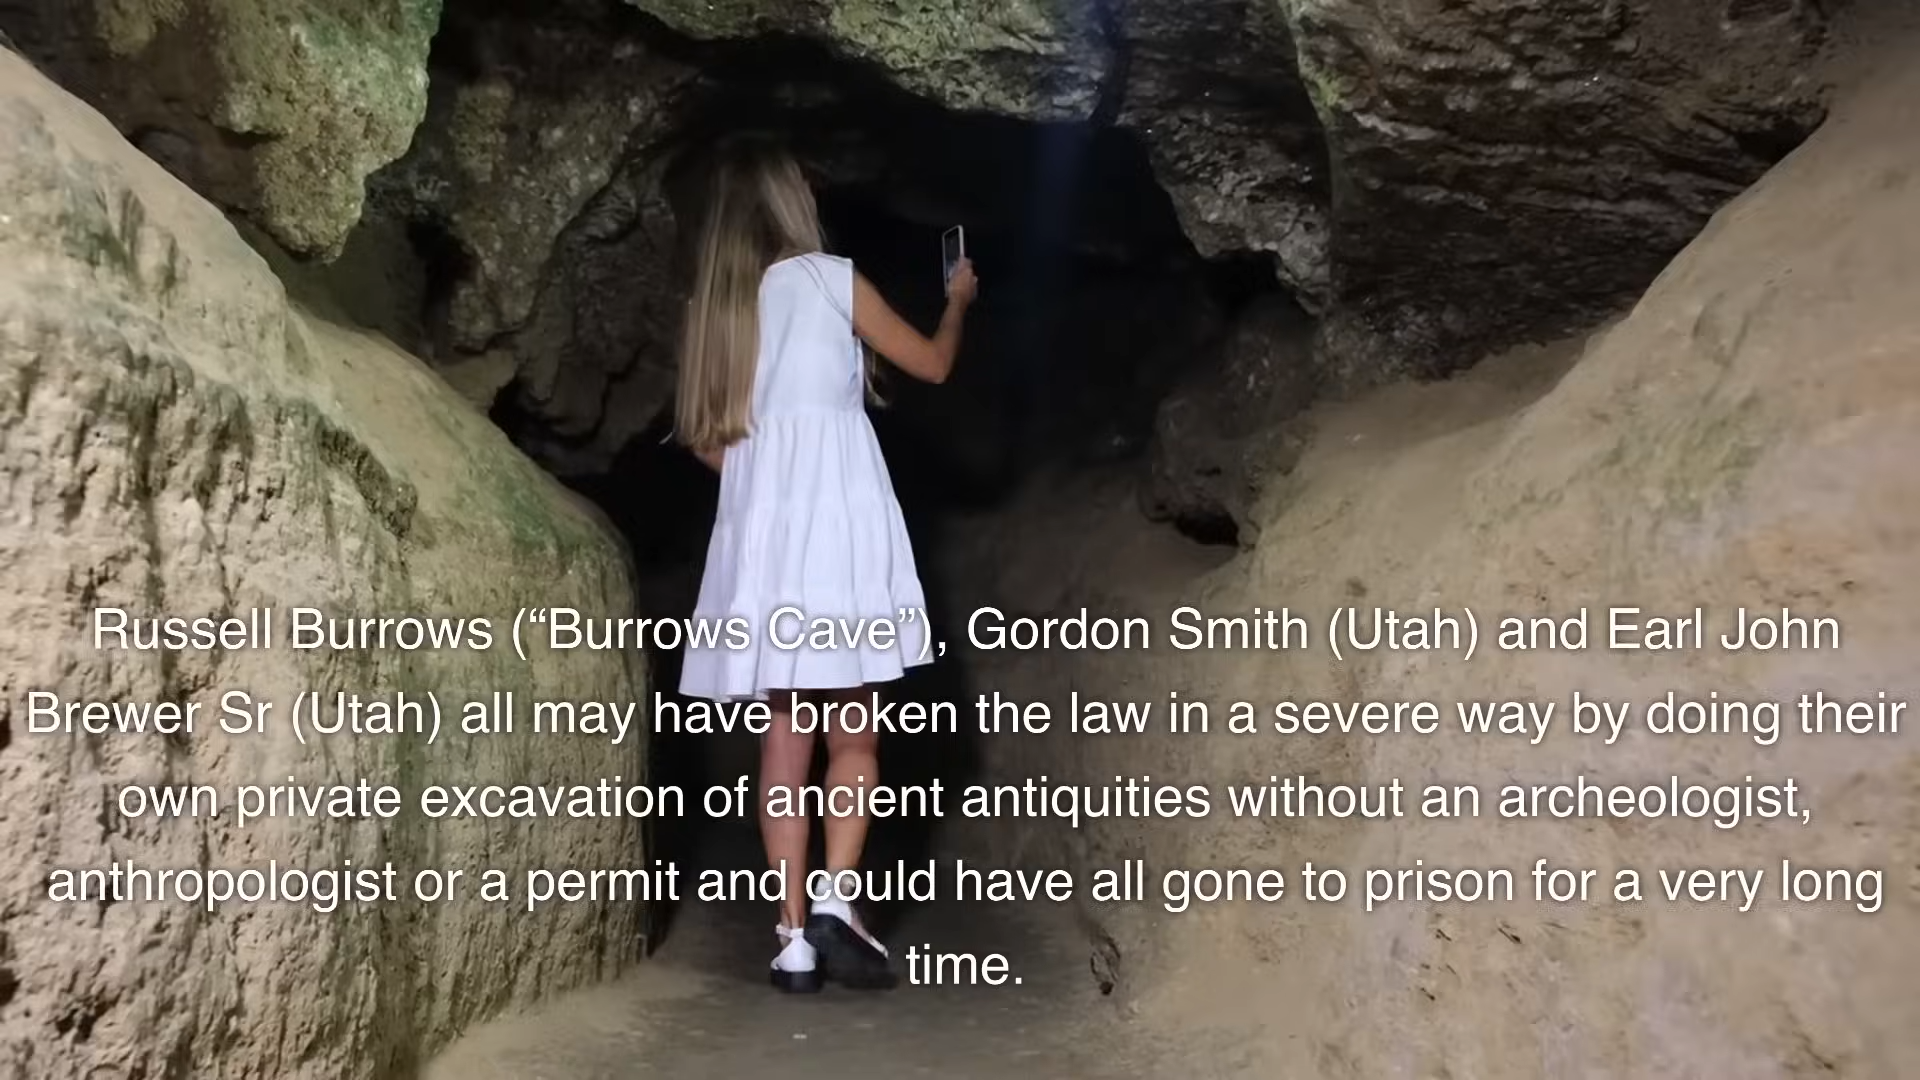 Russell Burrows (“Burrows Cave”), Gordon Smith (Utah) and Earl John
Brewer Sr (Utah) all may have broken the law in a severe way by doing their
own private excavation of ancient antiquities without an archeologist,
anthropologist or a permit and could have all gone to prison for a very long
time.